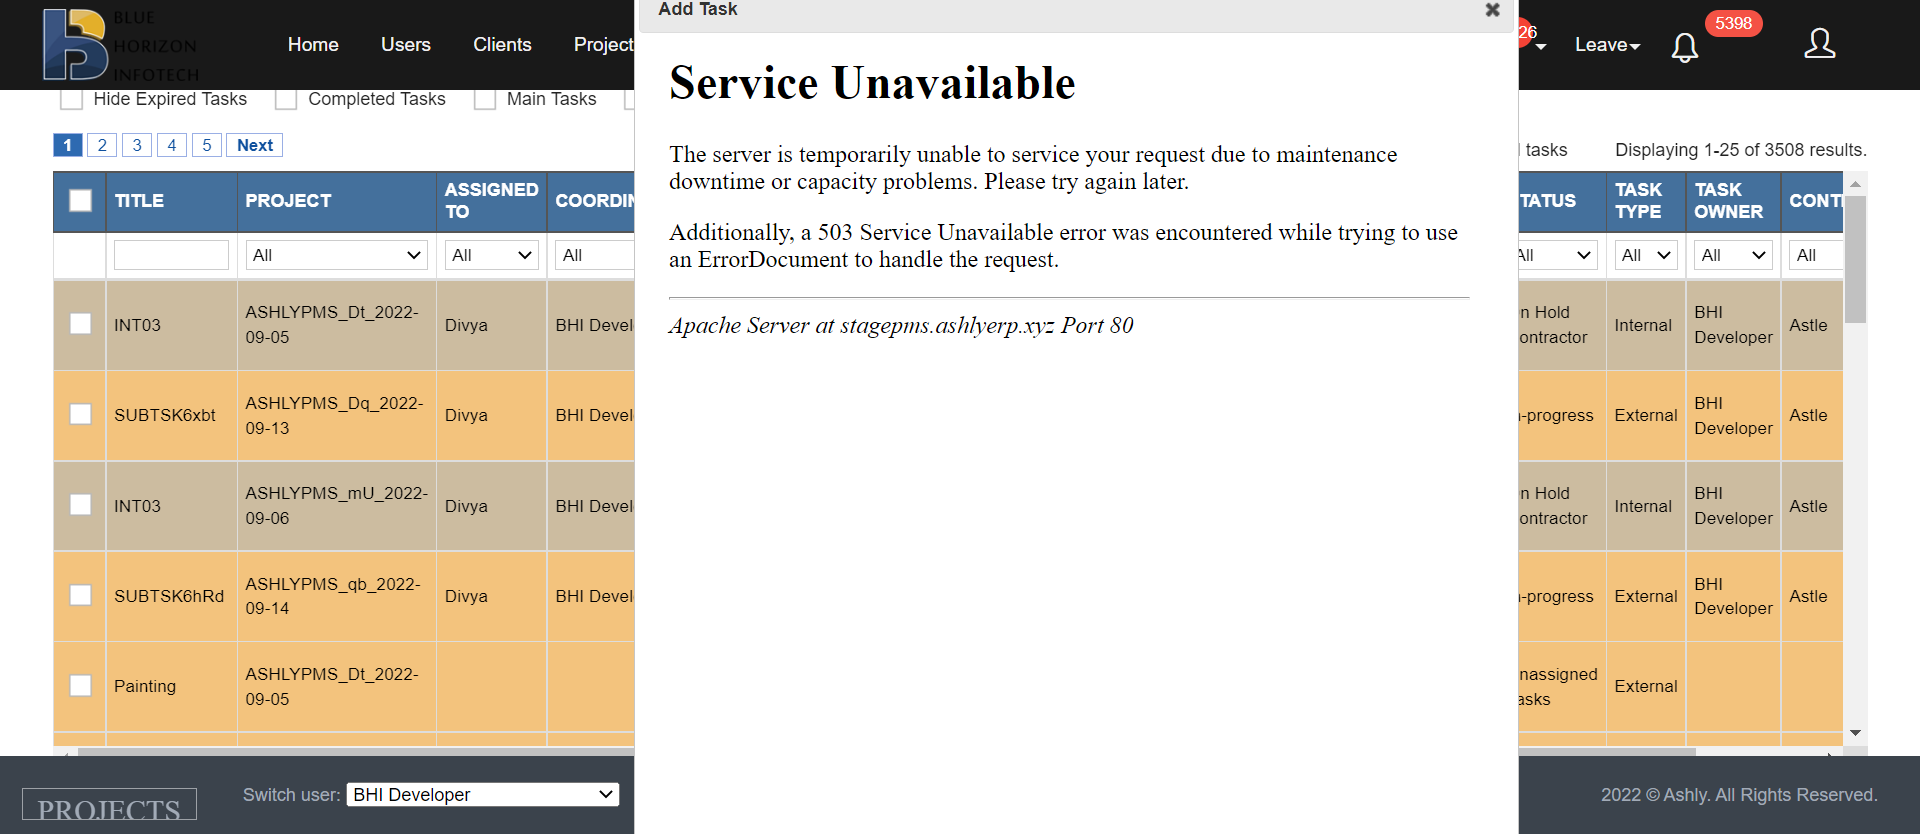 BLUE
HORIZON
INFOTECH
Home Users Clients Project
Add Task
26
Leave
5398
Hide Expired Tasks Completed Tasks Main Tasks
1 2 3 4 5 Next
tasks Displaying 1-25 of 3508 results.
TITLE PROJECT ASSIGNED TO COORDIN
TATUS TASK TYPE TASK OWNER CONT
All All All
All All All All
INT03 ASHLYPMS_Dt_2022-09-05 Divya BHI Devel
n Hold ontractor Internal BHI Developer Astle
SUBTSK6xbt ASHLYPMS_Dq_2022-09-13 Divya BHI Devel
-progress External BHI Developer Astle
INT03 ASHLYPMS_mU_2022-09-06 Divya BHI Devel
n Hold ontractor Internal BHI Developer Astle
SUBTSK6hRd ASHLYPMS_qb_2022-09-14 Divya BHI Devel
-progress External BHI Developer Astle
Painting ASHLYPMS_Dt_2022-09-05
nassigned asks External
Service Unavailable
The server is temporarily unable to service your request due to maintenance
downtime or capacity problems. Please try again later.
Additionally, a 503 Service Unavailable error was encountered while trying to use
an ErrorDocument to handle the request.
Apache Server at stagepms.ashlyerp.xyz Port 80
PROJECTS
Switch user: BHI Developer
2022 © Ashly. All Rights Reserved.